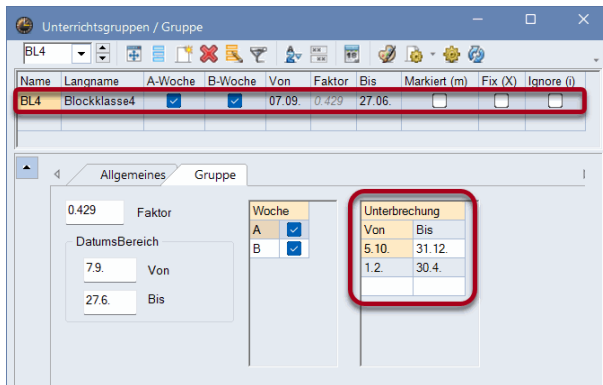 Unterrichtsgruppen / Gruppe
BL4
Name Langname A-Woche B-Woche Von Faktor Bis Markiert (m) Fix (X) Ignore (i)
BL4 Blockklasse4 07.09. 0.429 27.06.
Allgemeines Gruppe
0.429 Faktor
DatumsBereich
7.9. Von
27.6. Bis
Woche
A
B
Unterbrechung
Von Bis
5.10. 31.12.
1.2. 30.4.